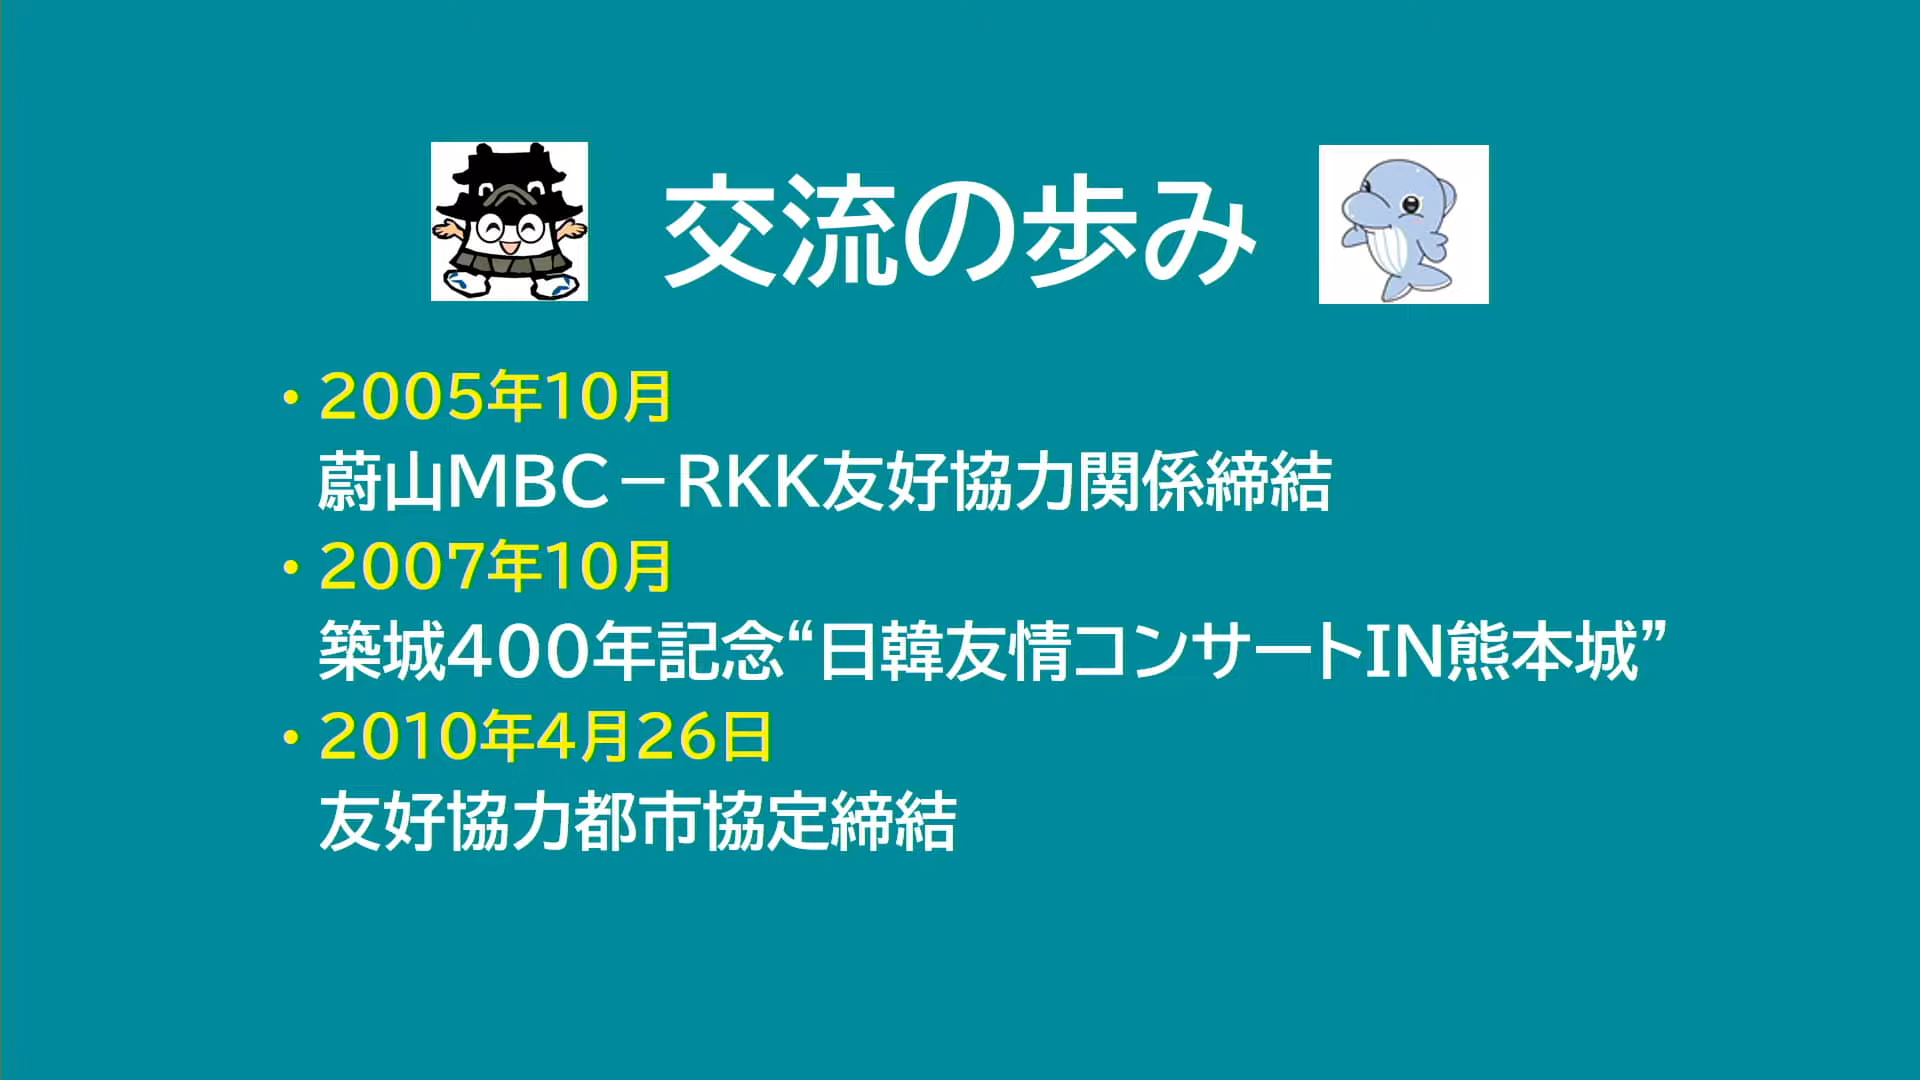 交流の歩み
・2005年10月
蔚山MBC－RKK友好協力関係締結
・2007年10月
築城400年記念“日韓友情コンサートIN熊本城”
・2010年4月26日
友好協力都市協定締結